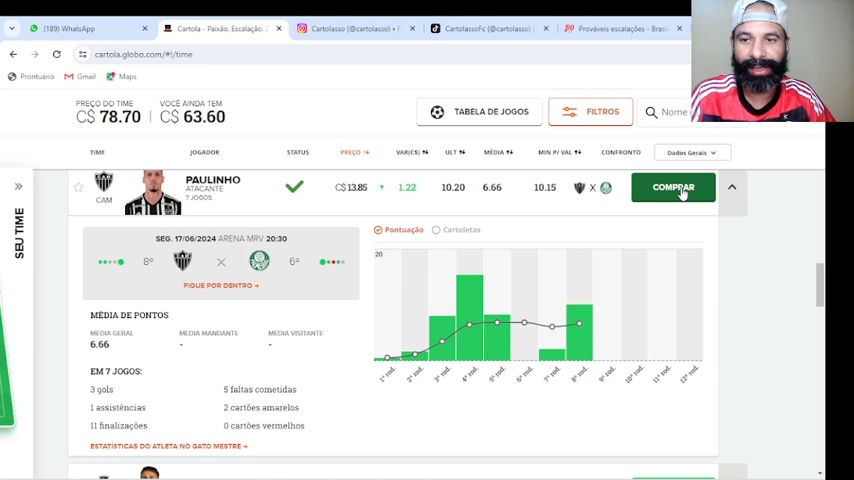 (189) WhatsApp
Cartola - Paixão, Escalação, 2
Cartolasso (@cartolasso) • F
CartolassoFc (@cartolasso) |
Prováveis escalações - Brasile
cartola.globo.com/#!/time
Prontuário
Gmail
Maps
PREÇO DO TIME
C$ 78.70
VOCÊ AINDA TEM
C$ 63.60
TABELA DE JOGOS
FILTROS
Nome
TIME JOGADOR STATUS PREÇO VAR(C$) ULT MÉDIA MIN P/ VAL CONFRONTO Dados Gerais
SEU TIME
CAM
PAULINHO
ATACANTE
7 JOGOS
C$ 13.85 1.22 10.20 6.66 10.15 X COMPRAR
SEG. 17/06/2024 ARENA MRV 20:30
8º 6º
FIQUE POR DENTRO
MÉDIA DE PONTOS
MEDIA GERAL MEDIA MANDANTE MEDIA VISITANTE
6.66 - -
EM 7 JOGOS:
3 gols 5 faltas cometidas
1 assistências 2 cartões amarelos
11 finalizações 0 cartões vermelhos
ESTATÍSTICAS DO ATLETA NO GATO MESTRE
Pontuação Cartoletas
20
1ª rod. 2ª rod. 3ª rod. 4ª rod. 5ª rod. 6ª rod. 7ª rod. 8ª rod. 9ª rod. 10ª rod. 11ª rod. 12ª rod.